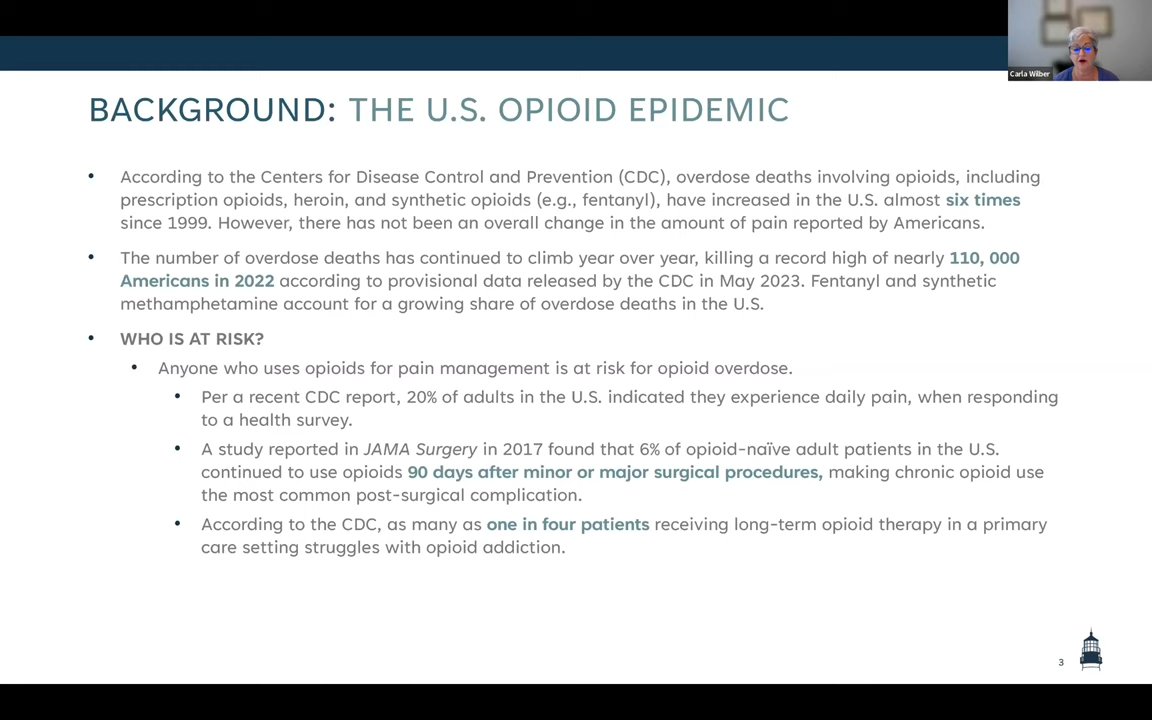 Carla Wilber
BACKGROUND: THE U.S. OPIOID EPIDEMIC
• According to the Centers for Disease Control and Prevention (CDC), overdose deaths involving opioids, including
prescription opioids, heroin, and synthetic opioids (e.g., fentanyl), have increased in the U.S. almost six times
since 1999. However, there has not been an overall change in the amount of pain reported by Americans.
• The number of overdose deaths has continued to climb year over year, killing a record high of nearly 110, 000
Americans in 2022 according to provisional data released by the CDC in May 2023. Fentanyl and synthetic
methamphetamine account for a growing share of overdose deaths in the U.S.
• WHO IS AT RISK?
• Anyone who uses opioids for pain management is at risk for opioid overdose.
• Per a recent CDC report, 20% of adults in the U.S. indicated they experience daily pain, when responding
to a health survey.
• A study reported in JAMA Surgery in 2017 found that 6% of opioid-naïve adult patients in the U.S.
continued to use opioids 90 days after minor or major surgical procedures, making chronic opioid use
the most common post-surgical complication.
• According to the CDC, as many as one in four patients receiving long-term opioid therapy in a primary
care setting struggles with opioid addiction.
3